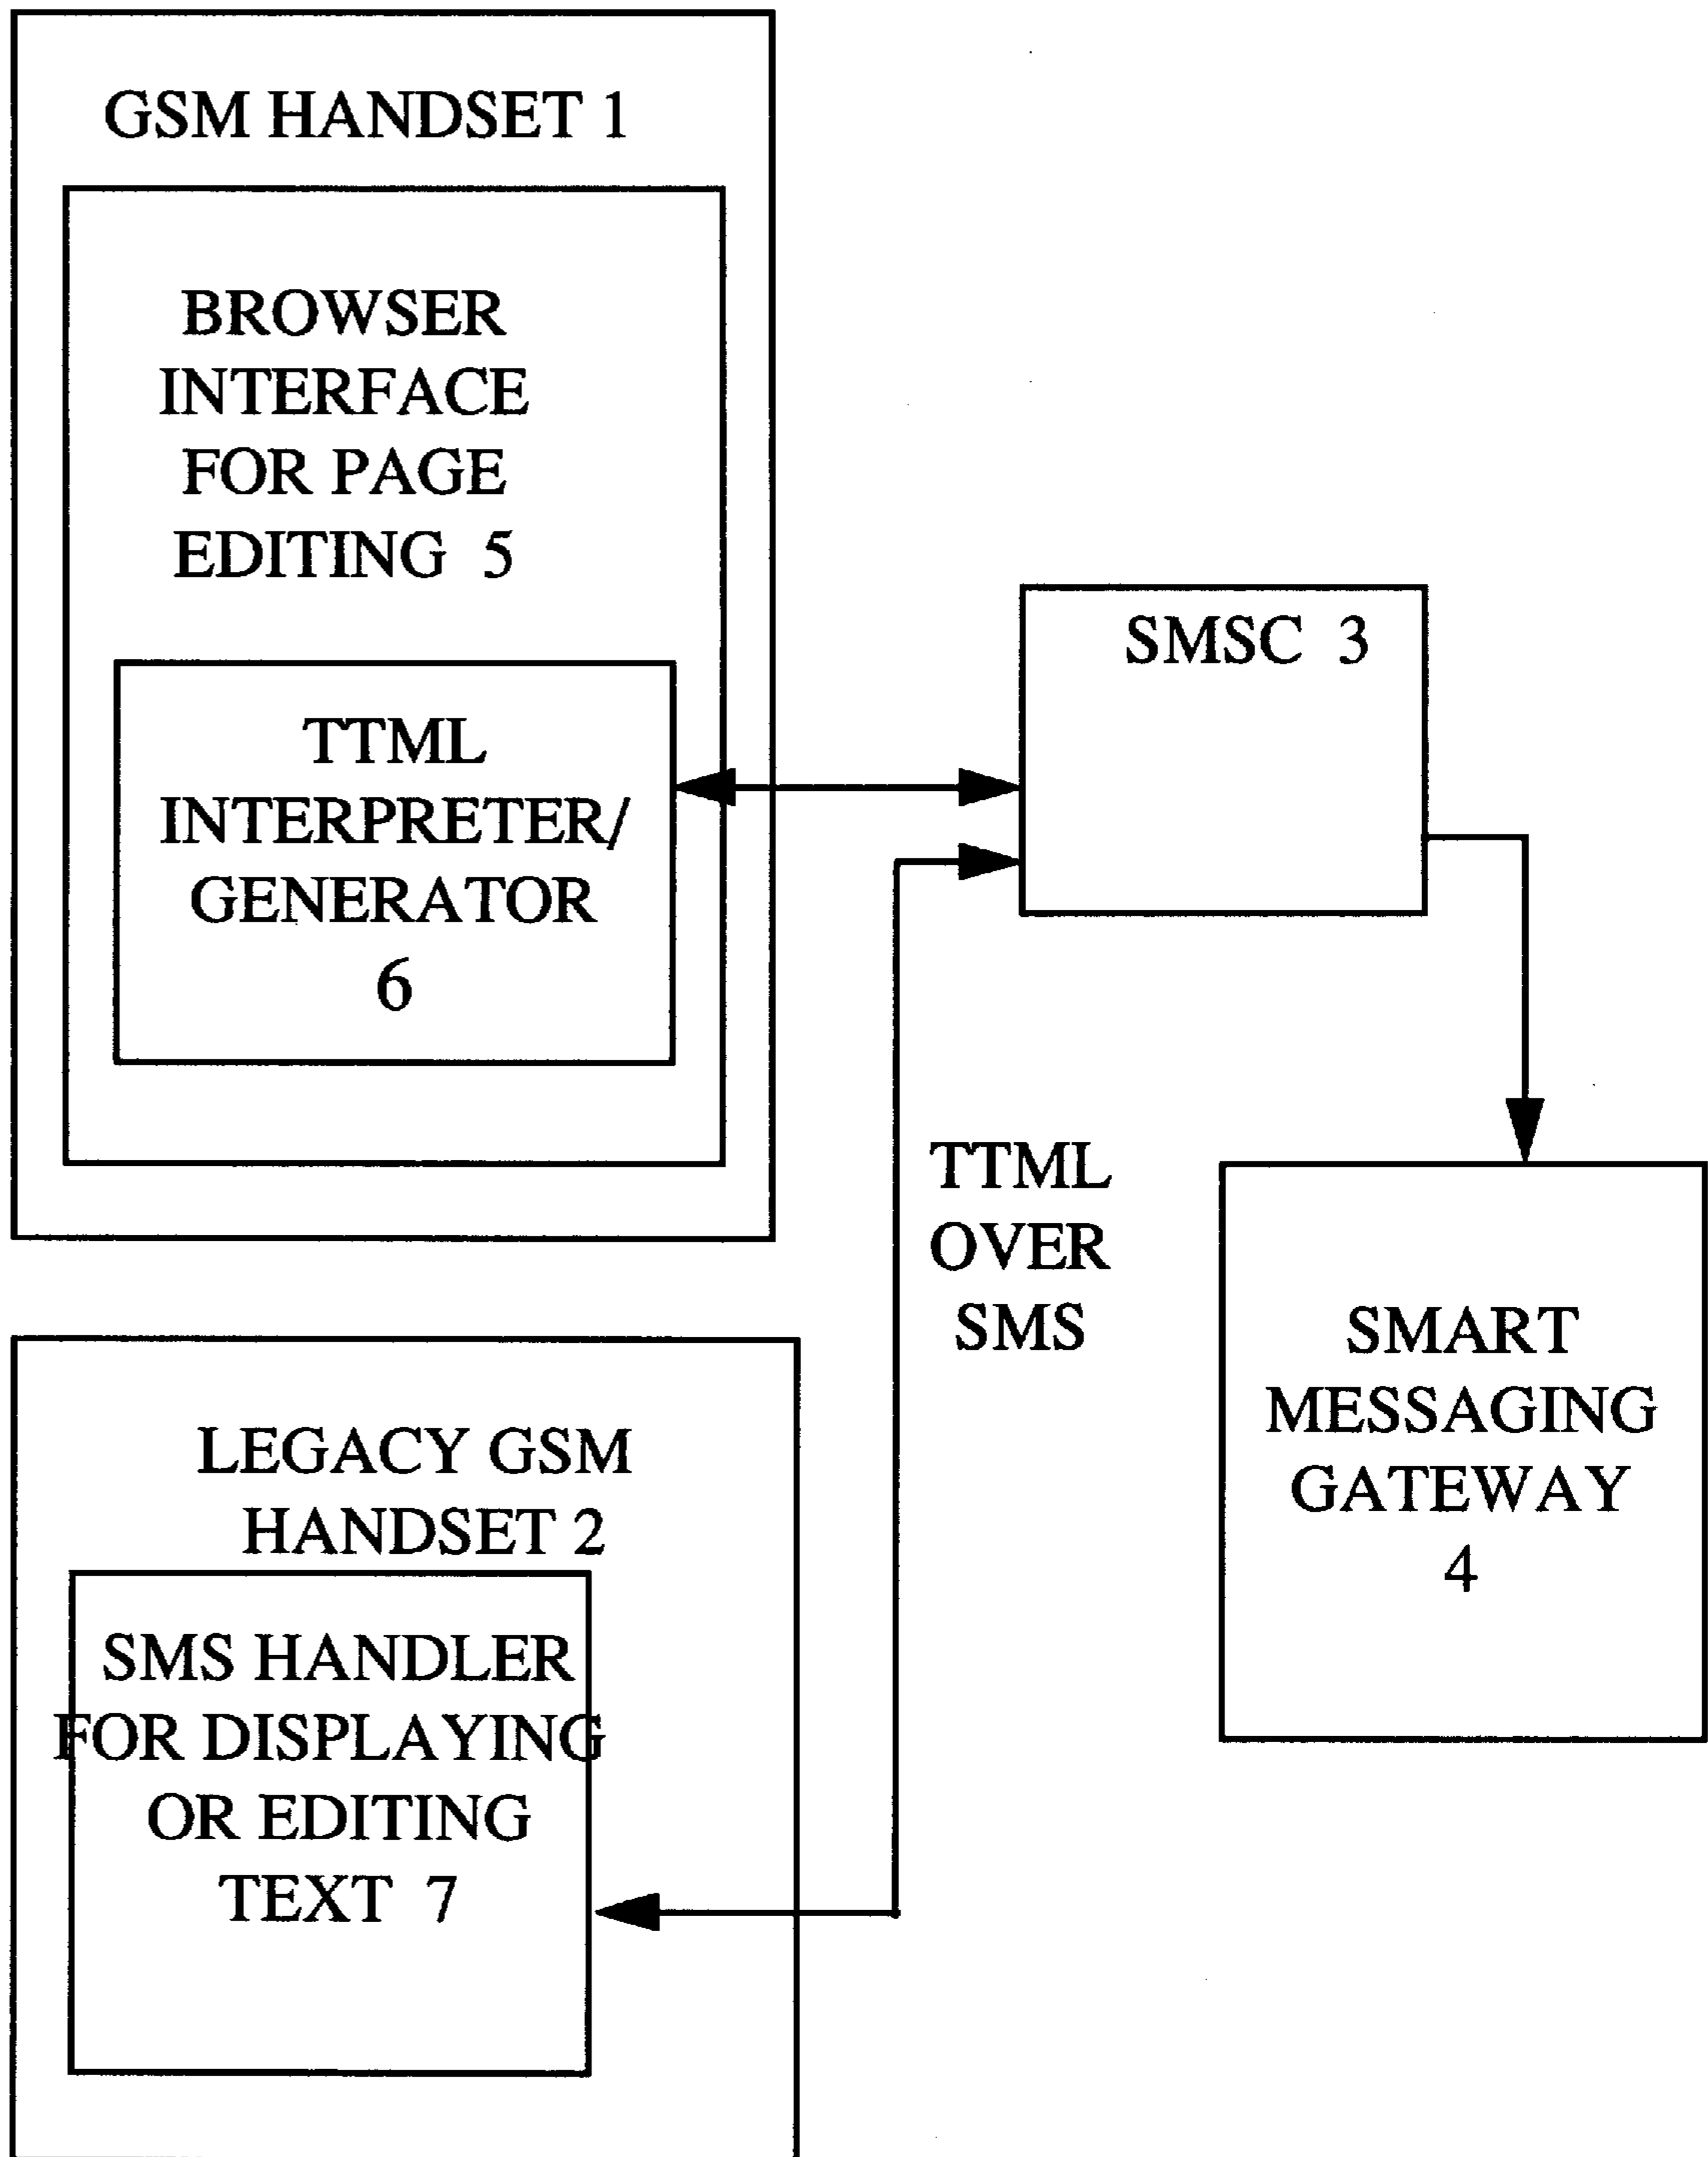 GSM HANDSET 1
BROWSER
INTERFACE
FOR PAGE
EDITING 5
TTML
INTERPRETER/
GENERATOR
6
SMSC 3
TTML
OVER
SMS
SMART
MESSAGING
GATEWAY
4
LEGACY GSM
HANDSET 2
SMS HANDLER
FOR DISPLAYING
OR EDITING
TEXT 7